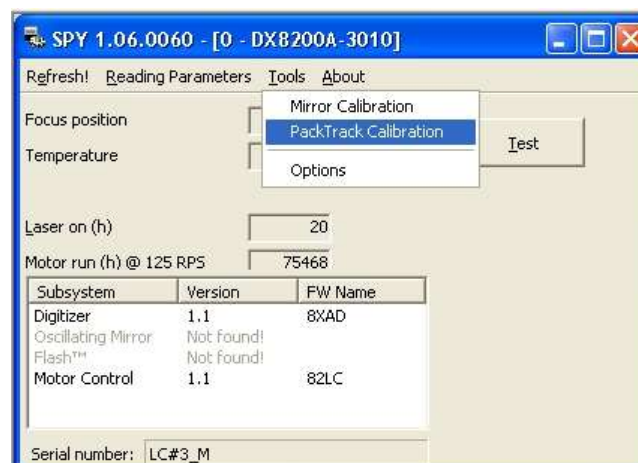 SPY 1.06.0060 - [0 - DX8200A-3010]
Refresh! Reading Parameters Tools About
Mirror Calibration
PackTrack Calibration
Options
Focus position
Temperature
Test
Laser on (h) 20
Motor run (h) @ 125 RPS 75468
Subsystem Version FW Name
Digitizer 1.1 8XAD
Oscillating Mirror Not found!
Flash™ Not found!
Motor Control 1.1 82LC
Serial number: LC#3_M